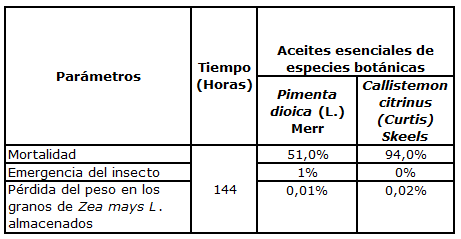 Parámetros
Tiempo
(Horas)
Aceites esenciales de
especies botánicas
Pimenta
dioica (L.)
Merr
Callistemon
citrinus
(Curtis)
Skeels
Mortalidad
144
51,0%
94,0%
Emergencia del insecto
1%
0%
Pérdida del peso en los
granos de Zea mays L.
almacenados
0,01%
0,02%